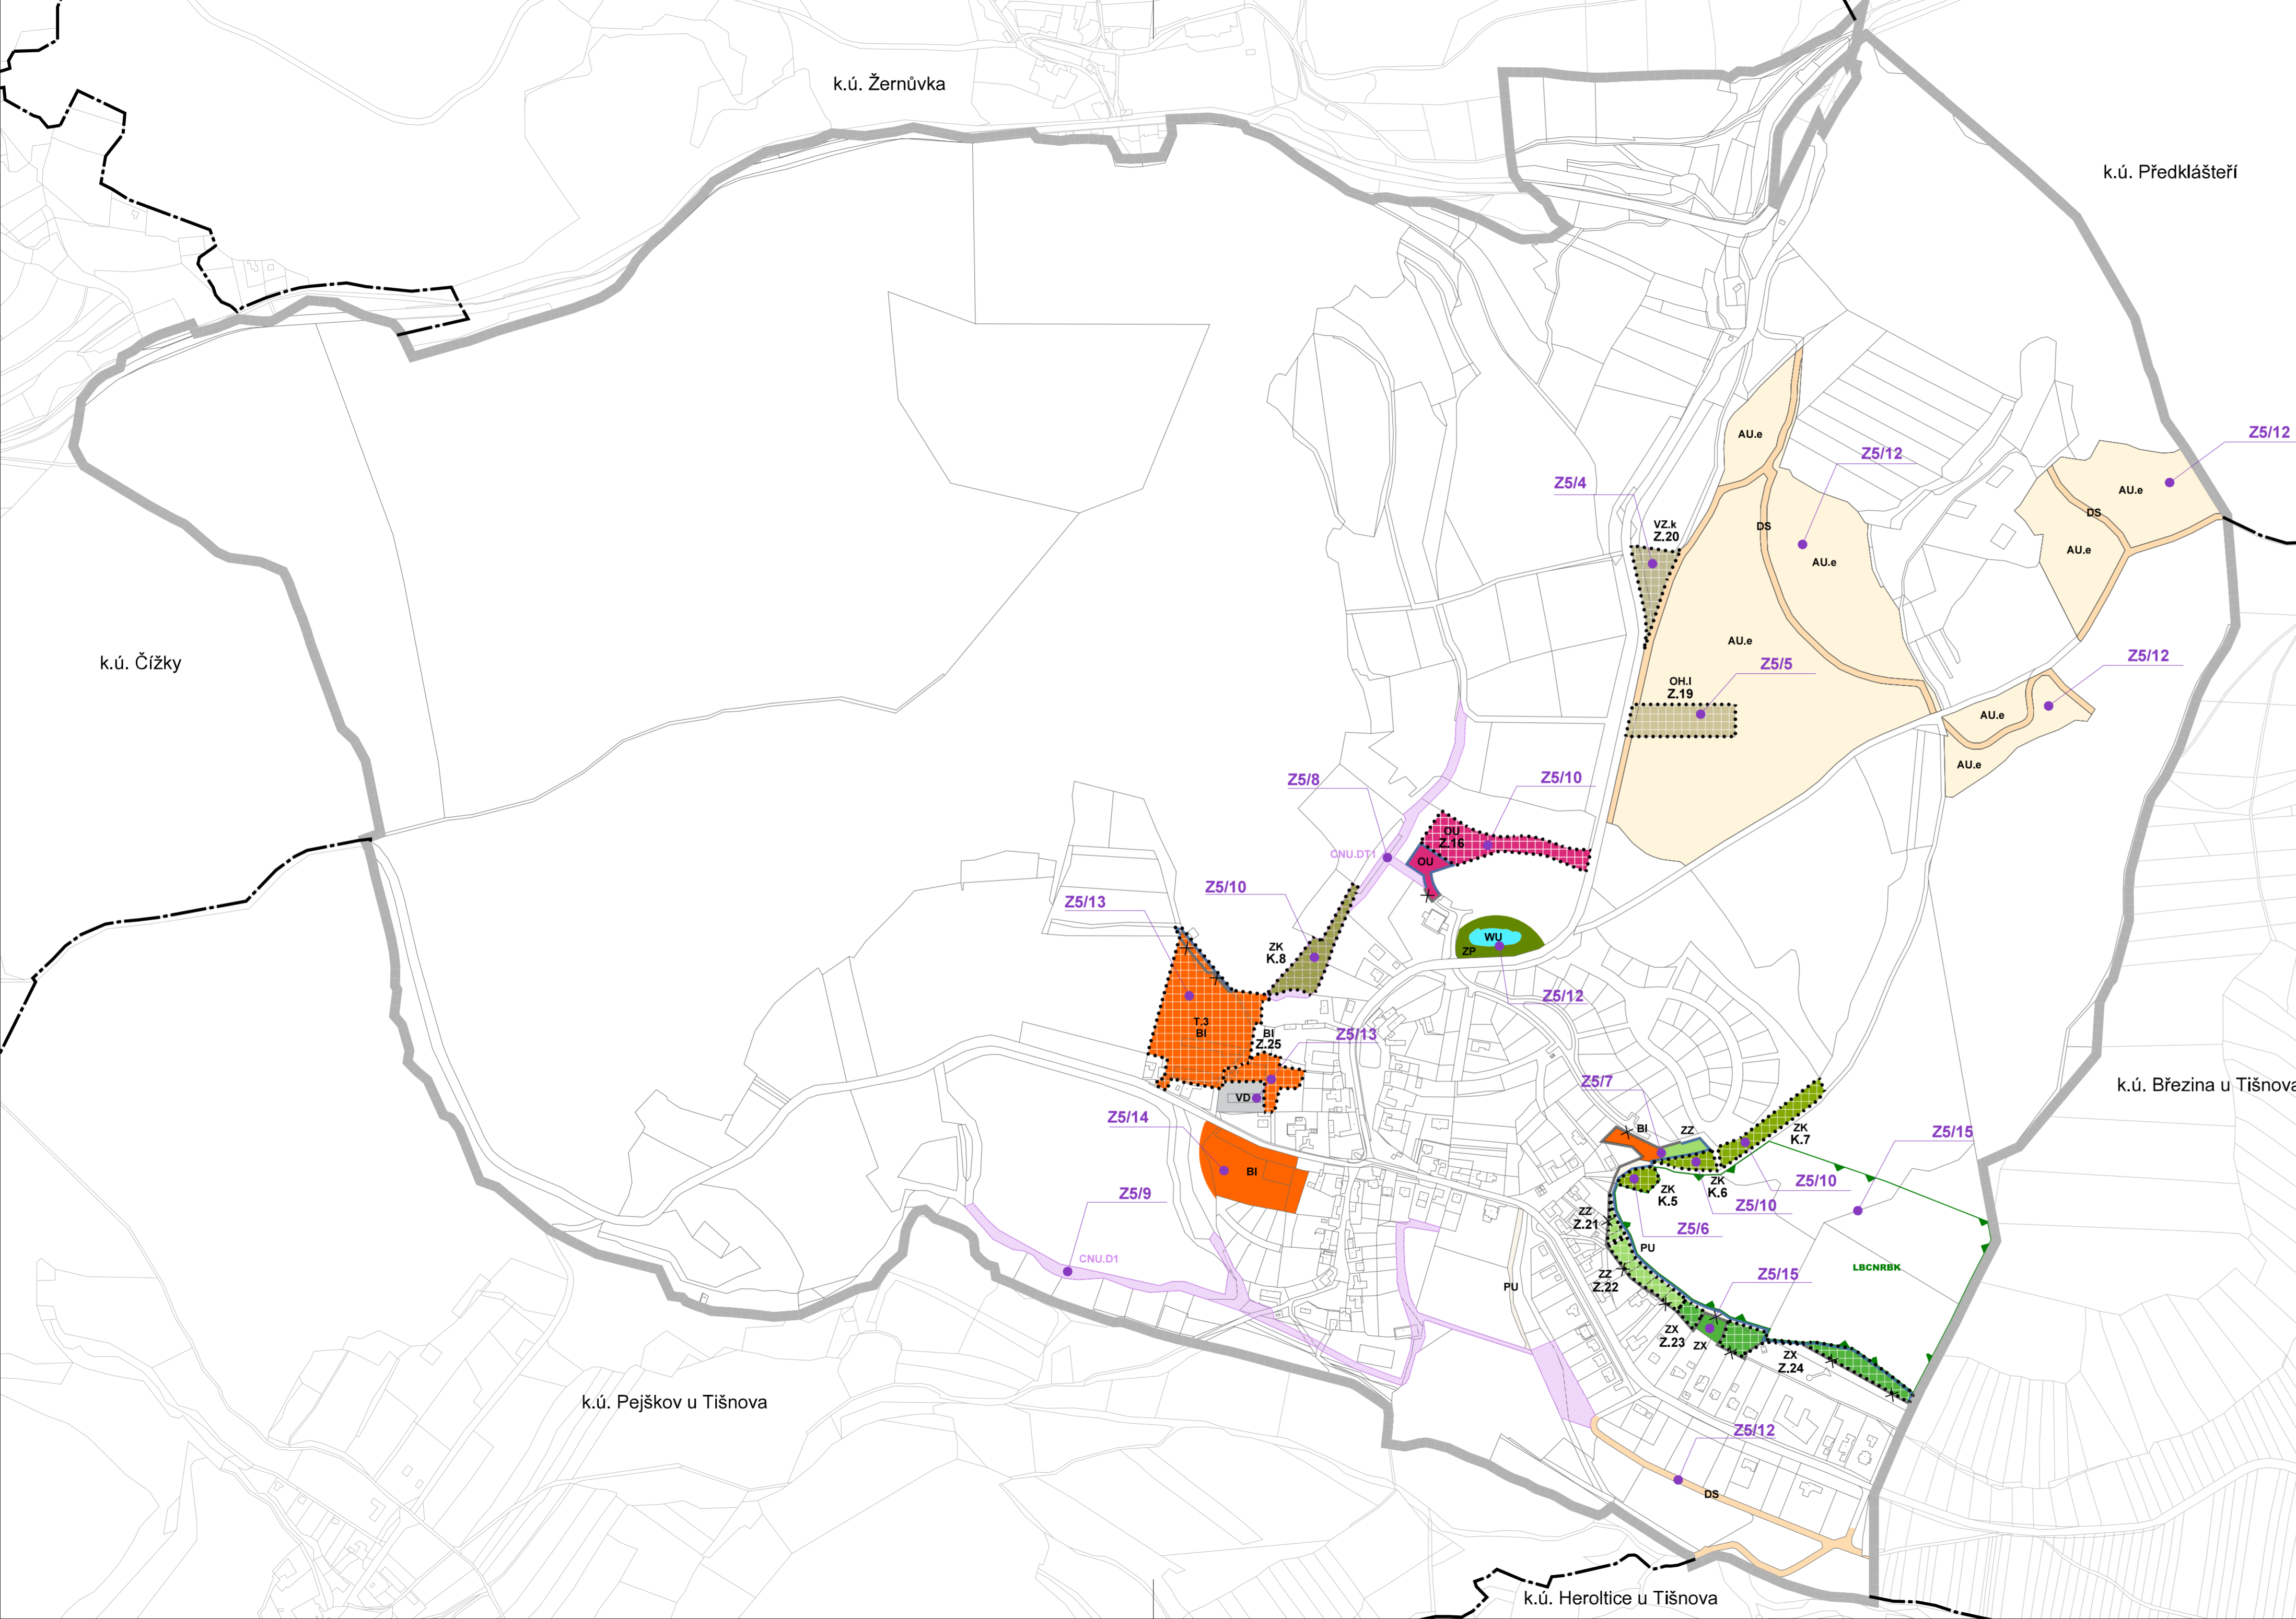 k.ú. Žernůvka
k.ú. Předklášteří
Z5/12
AU.e
Z5/12
Z5/4
AU.e
DS
VZ.k
Z.20
DS
AU.e
AU.e
k.ú. Čížky
AU.e
Z5/12
Z5/5
OH.I
Z.19
AU.e
AU.e
Z5/8
Z5/10
OU
Z.16
CNU.DT1
OU
Z5/10
Z5/13
WU
ZP
ZK
K.8
Z5/12
T.3
BI
BI
Z.25
Z5/13
Z5/7
k.ú. Březina u Tišnova
VD
Z5/14
BI
ZZ
ZK
K.7
Z5/15
BI
Z5/10
ZK
K.6
ZK
K.5
Z5/9
Z5/10
ZZ
Z.21
Z5/6
PU
CNU.D1
LBCNRBK
ZZ
Z.22
Z5/15
PU
ZX
Z.23
ZX
ZX
Z.24
k.ú. Pejškov u Tišnova
Z5/12
DS
k.ú. Heroltice u Tišnova